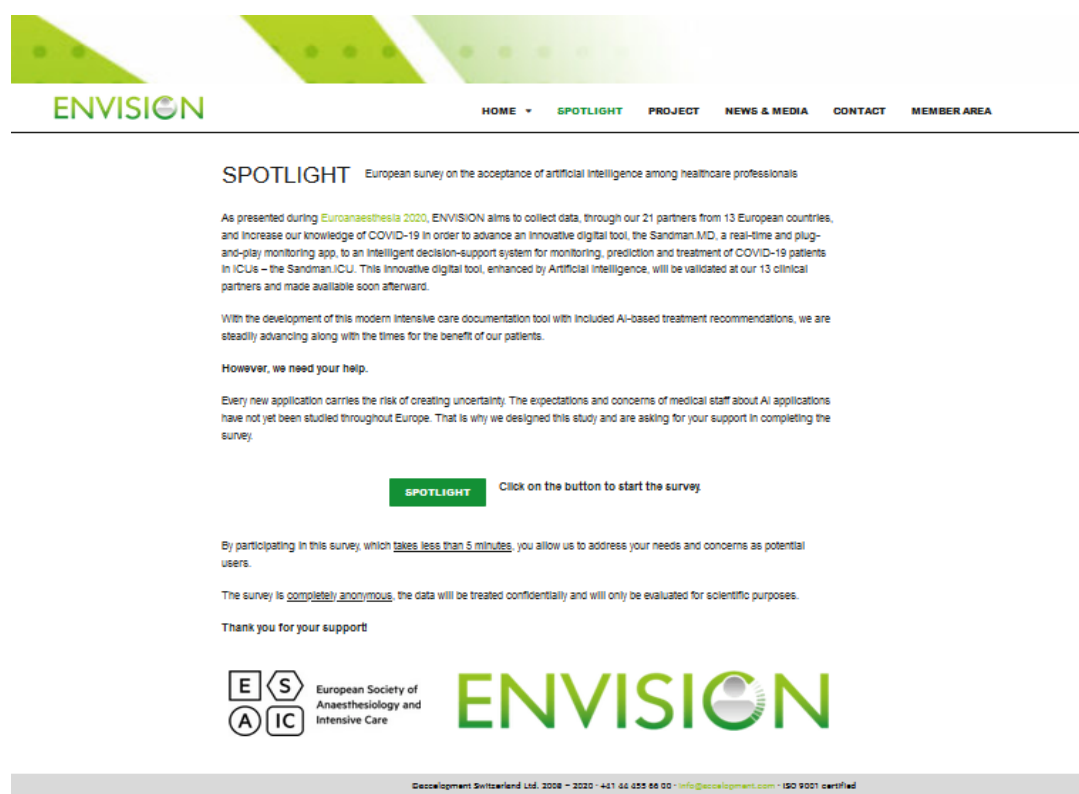 ENVISION
HOME SPOTLIGHT PROJECT NEWS & MEDIA CONTACT MEMBER AREA
SPOTLIGHT European survey on the acceptance of artificial intelligence among healthcare professionals
As presented during Euroanaesthesia 2020, ENVISION aims to collect data, through our 21 partners from 13 European countries,
and increase our knowledge of COVID-19 in order to advance an innovative digital tool, the Sandman.MD, a real-time and plug-
and-play monitoring app, to an intelligent decision-support system for monitoring, prediction and treatment of COVID-19 patients
in ICUs – the Sandman.ICU. This innovative digital tool, enhanced by Artificial Intelligence, will be validated at our 13 clinical
partners and made available soon afterward.
With the development of this modern intensive care documentation tool with included AI-based treatment recommendations, we are
steadily advancing along with the times for the benefit of our patients.
However, we need your help.
Every new application carries the risk of creating uncertainty. The expectations and concerns of medical staff about AI applications
have not yet been studied throughout Europe. That is why we designed this study and are asking for your support in completing the
survey.
SPOTLIGHT Click on the button to start the survey.
By participating in this survey, which takes less than 5 minutes, you allow us to address your needs and concerns as potential
users.
The survey is completely anonymous, the data will be treated confidentially and will only be evaluated for scientific purposes.
Thank you for your support!
E S European Society of
Anaesthesiology and
A IC Intensive Care
ENVISION
Switzerland Ltd. 2008 – 2020 · +41 44 455 66 00 · · ISO 9001 certified